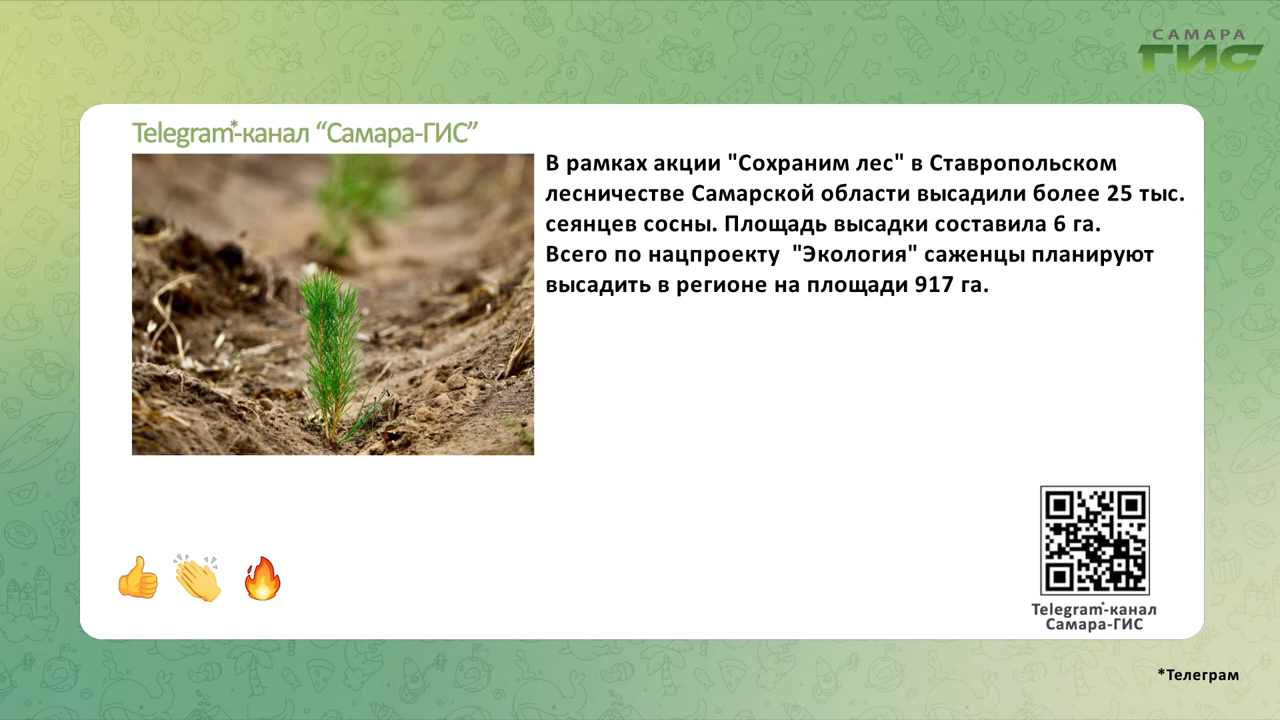 САМАРА
ГИС
Telegram*-канал “Самара-ГИС”
В рамках акции "Сохраним лес" в Ставропольском
лесничестве Самарской области высадили более 25 тыс.
сеянцев сосны. Площадь высадки составила 6 га.
Всего по нацпроекту  "Экология" саженцы планируют
высадить в регионе на площади 917 га.
Telegram*-канал
Самара-ГИС
*Телеграм